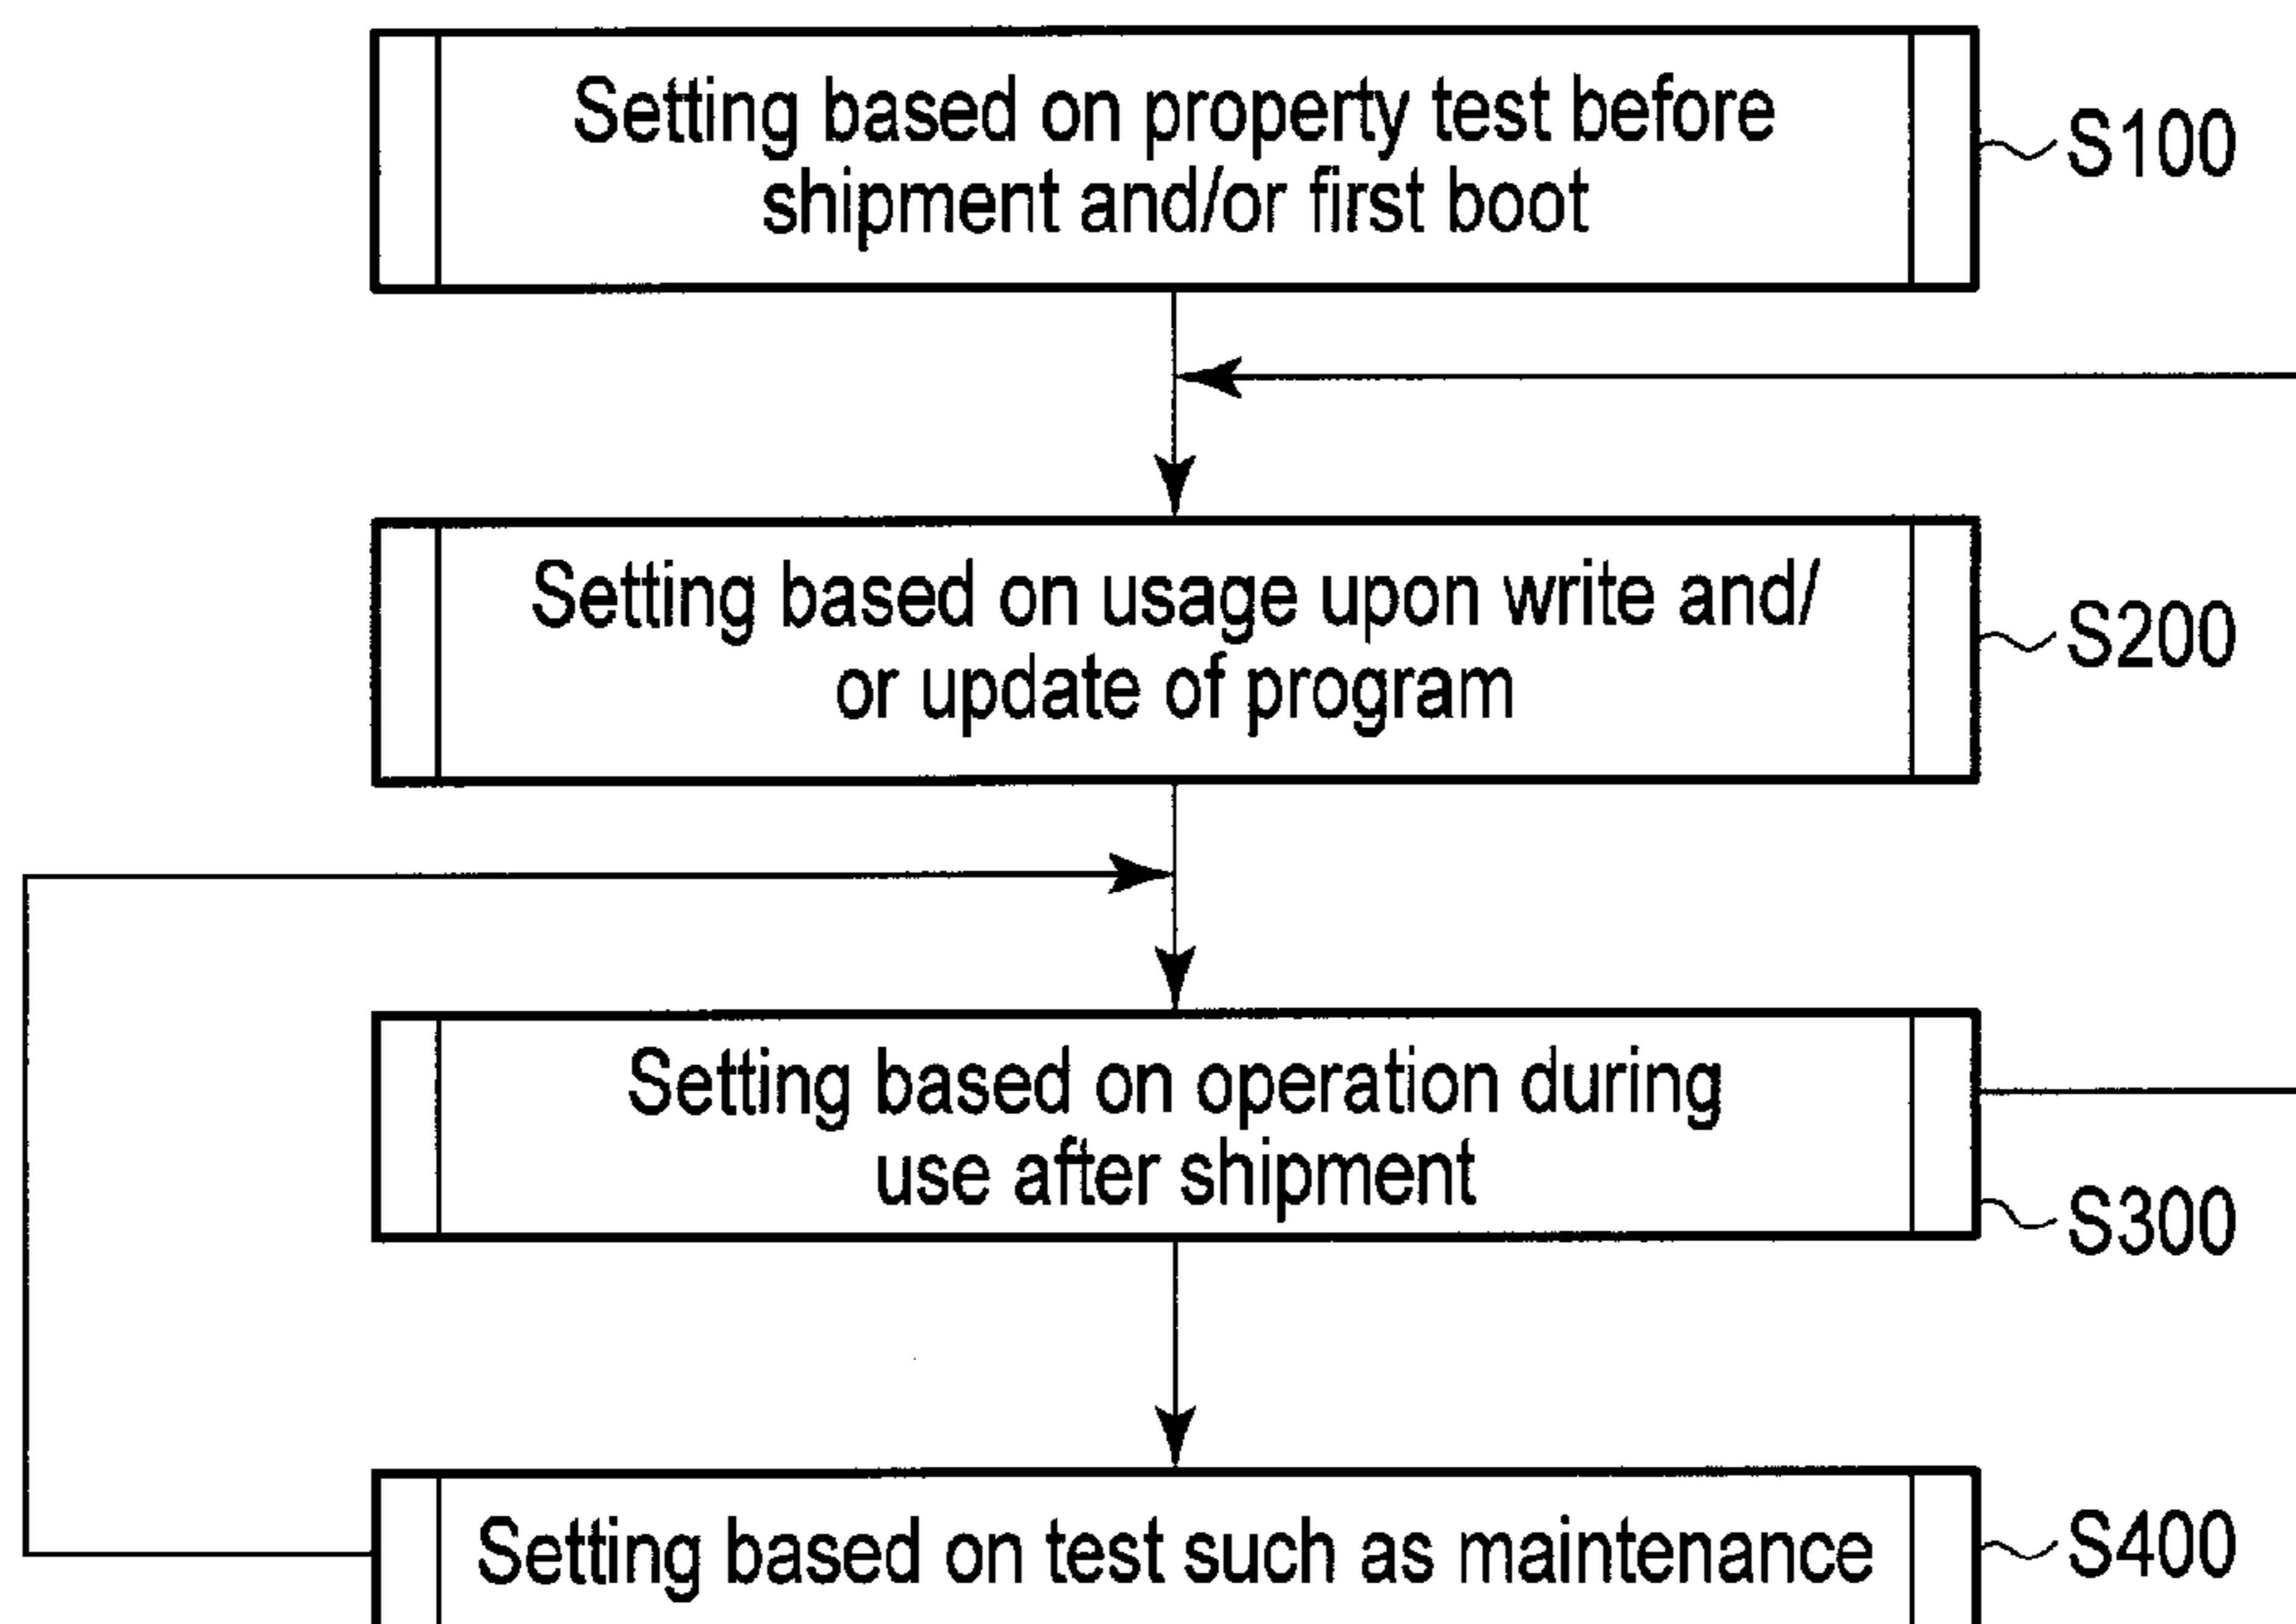 Setting based on property test before
shipment and/or first boot
S100
Setting based on usage upon write and/
or update of program
S200
Setting based on operation during
use after shipment
S300
Setting based on test such as maintenance
S400